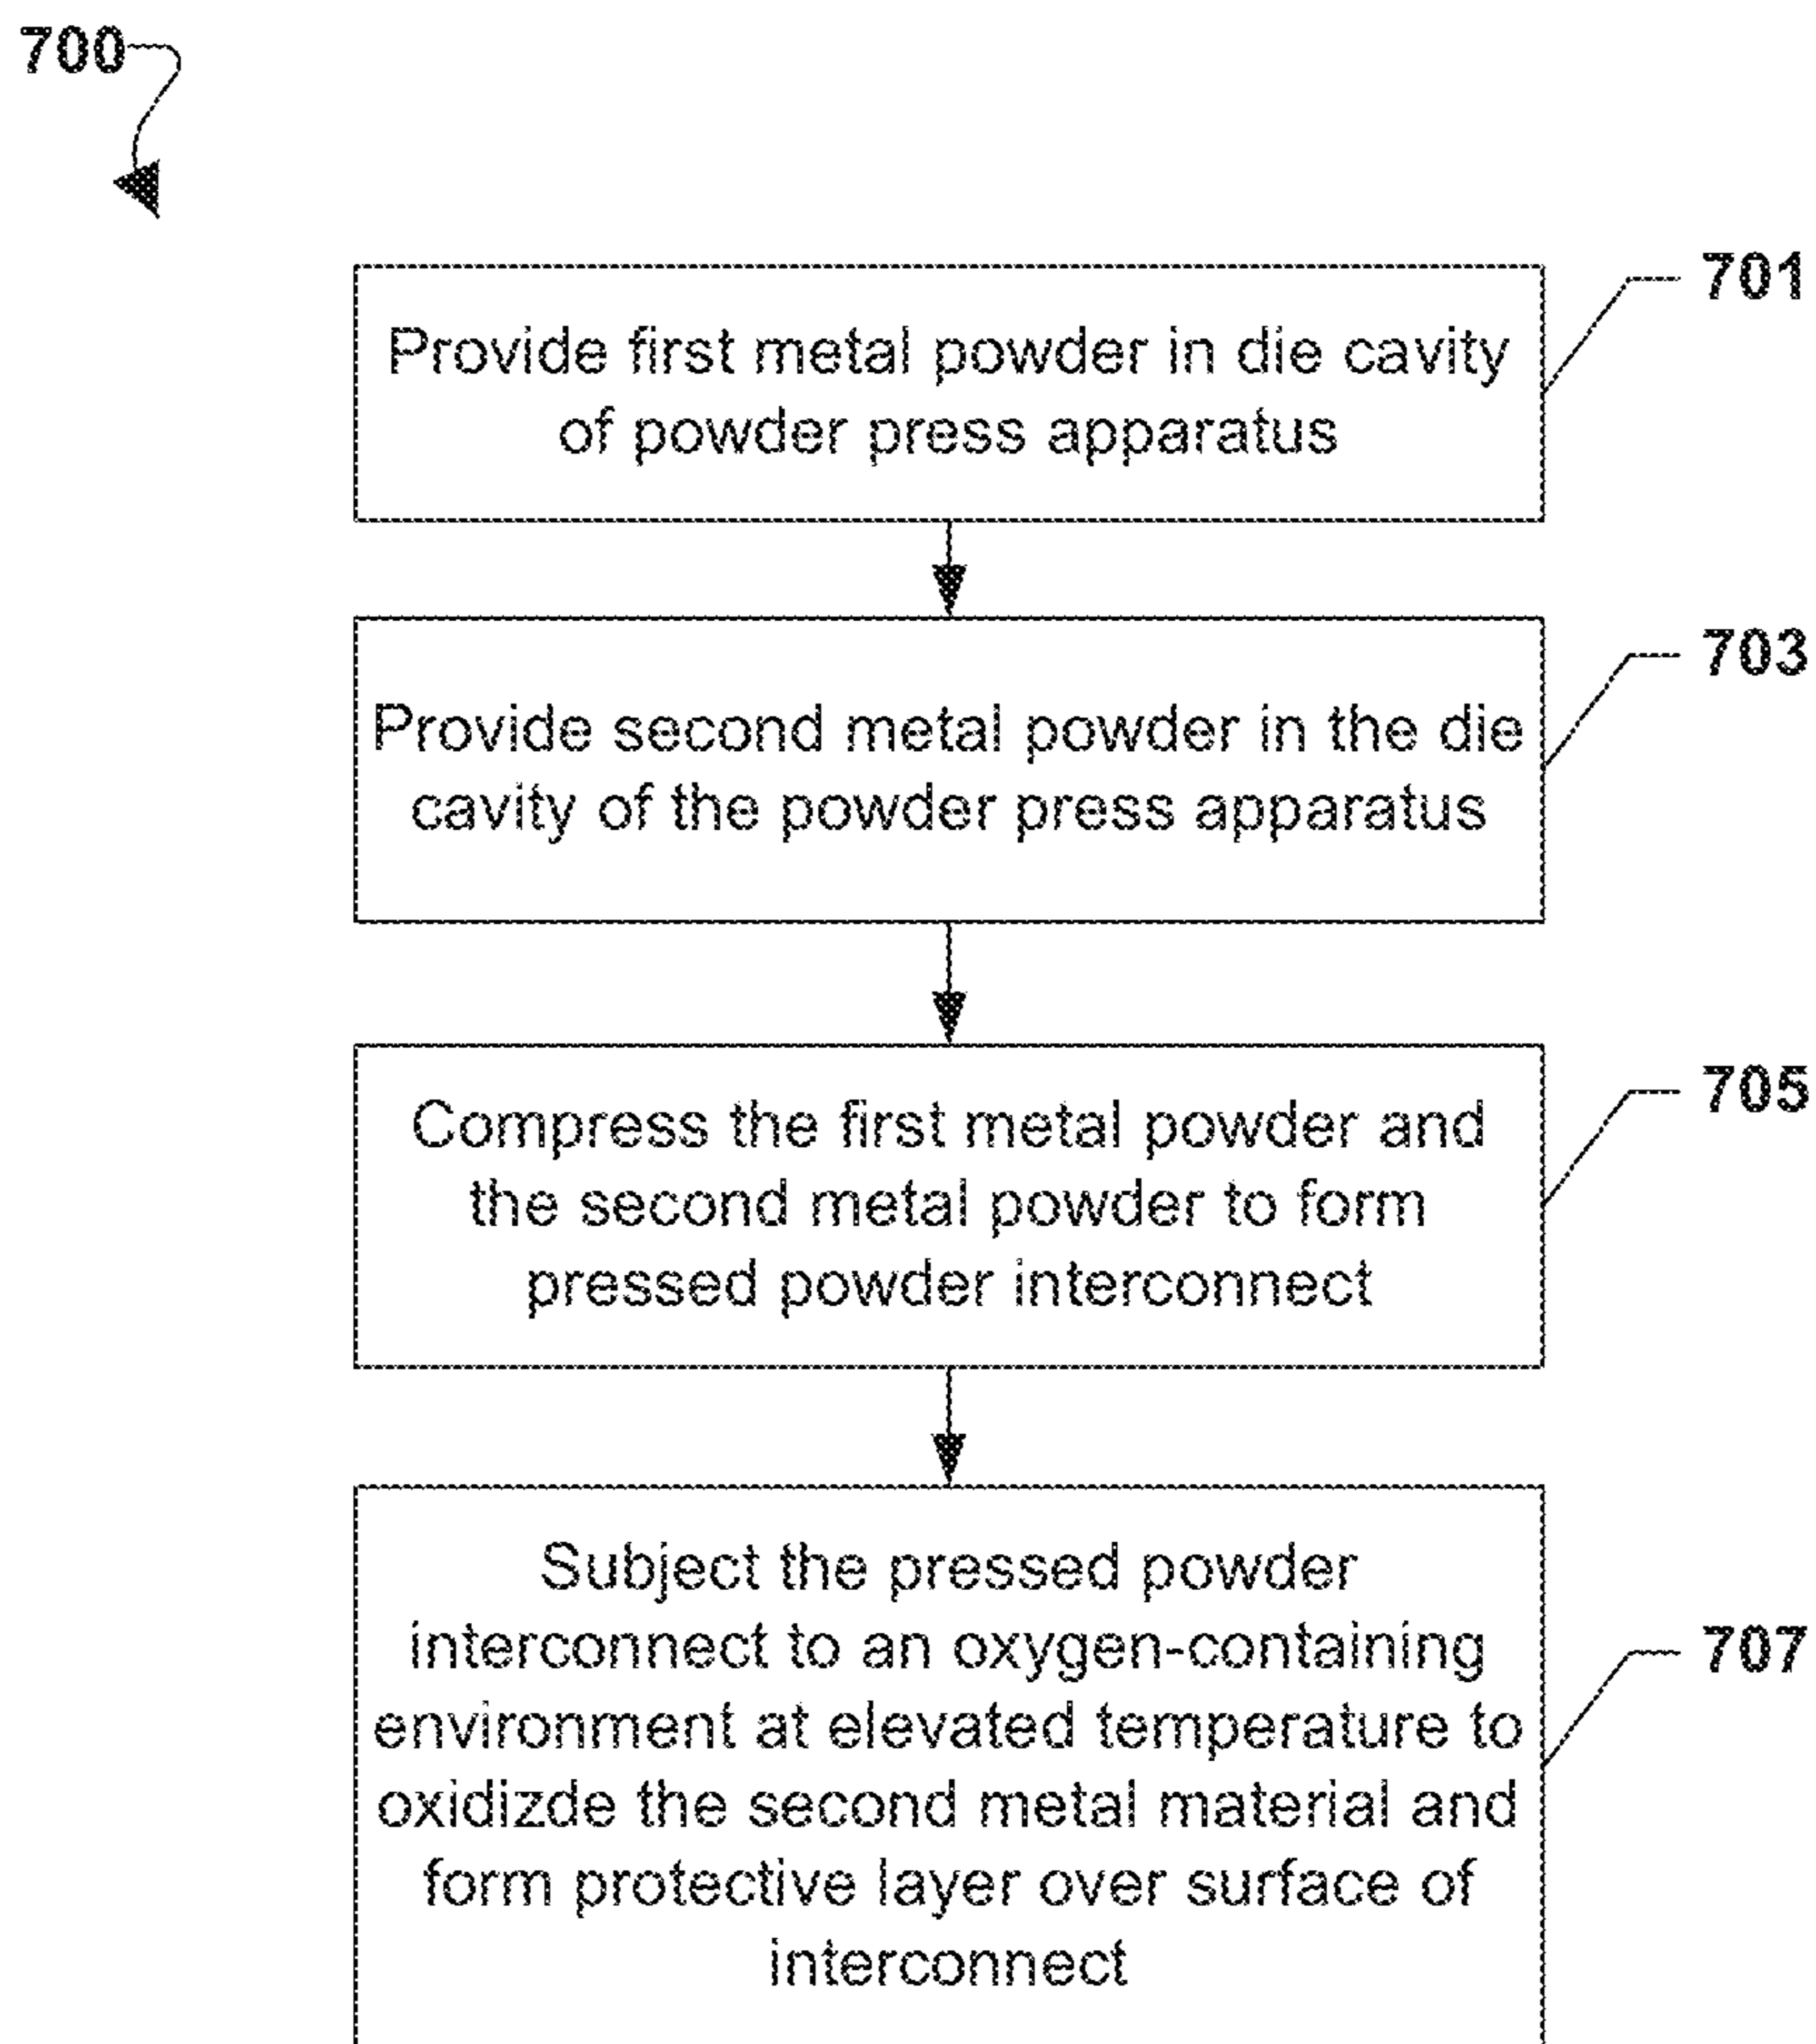 700
701
Provide first metal powder in die cavity
of powder press apparatus
703
Provide second metal powder in the die
cavity of the powder press apparatus
705
Compress the first metal powder and
the second metal powder to form
pressed powder interconnect
Subject the pressed powder
interconnect to an oxygen-containing
707
environment at elevated temperature to
oxidizde the second metal material and
form protective layer over surface of
interconnect